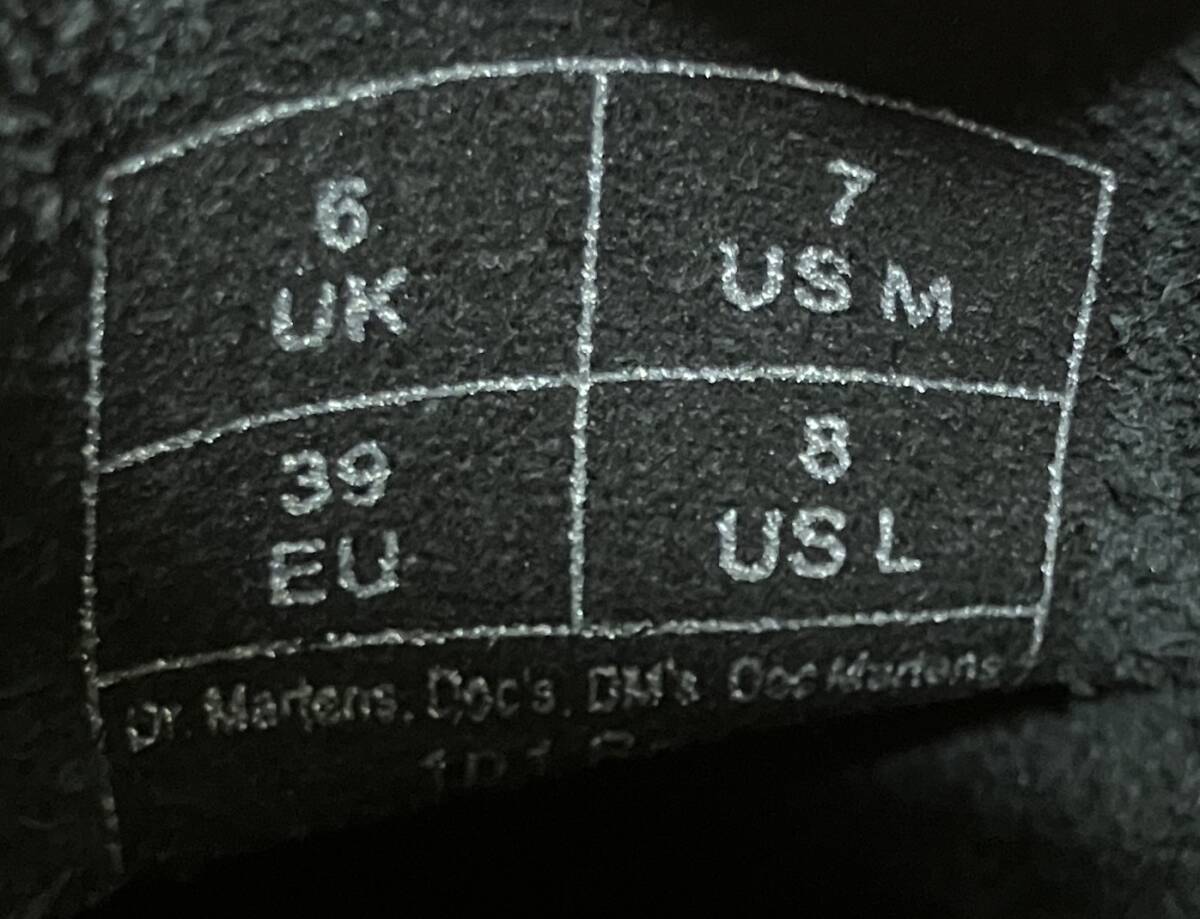 6
UK
7
US M
39
EU
8
US L
Dr. Martens. Doc's. DM's. Doc Martens